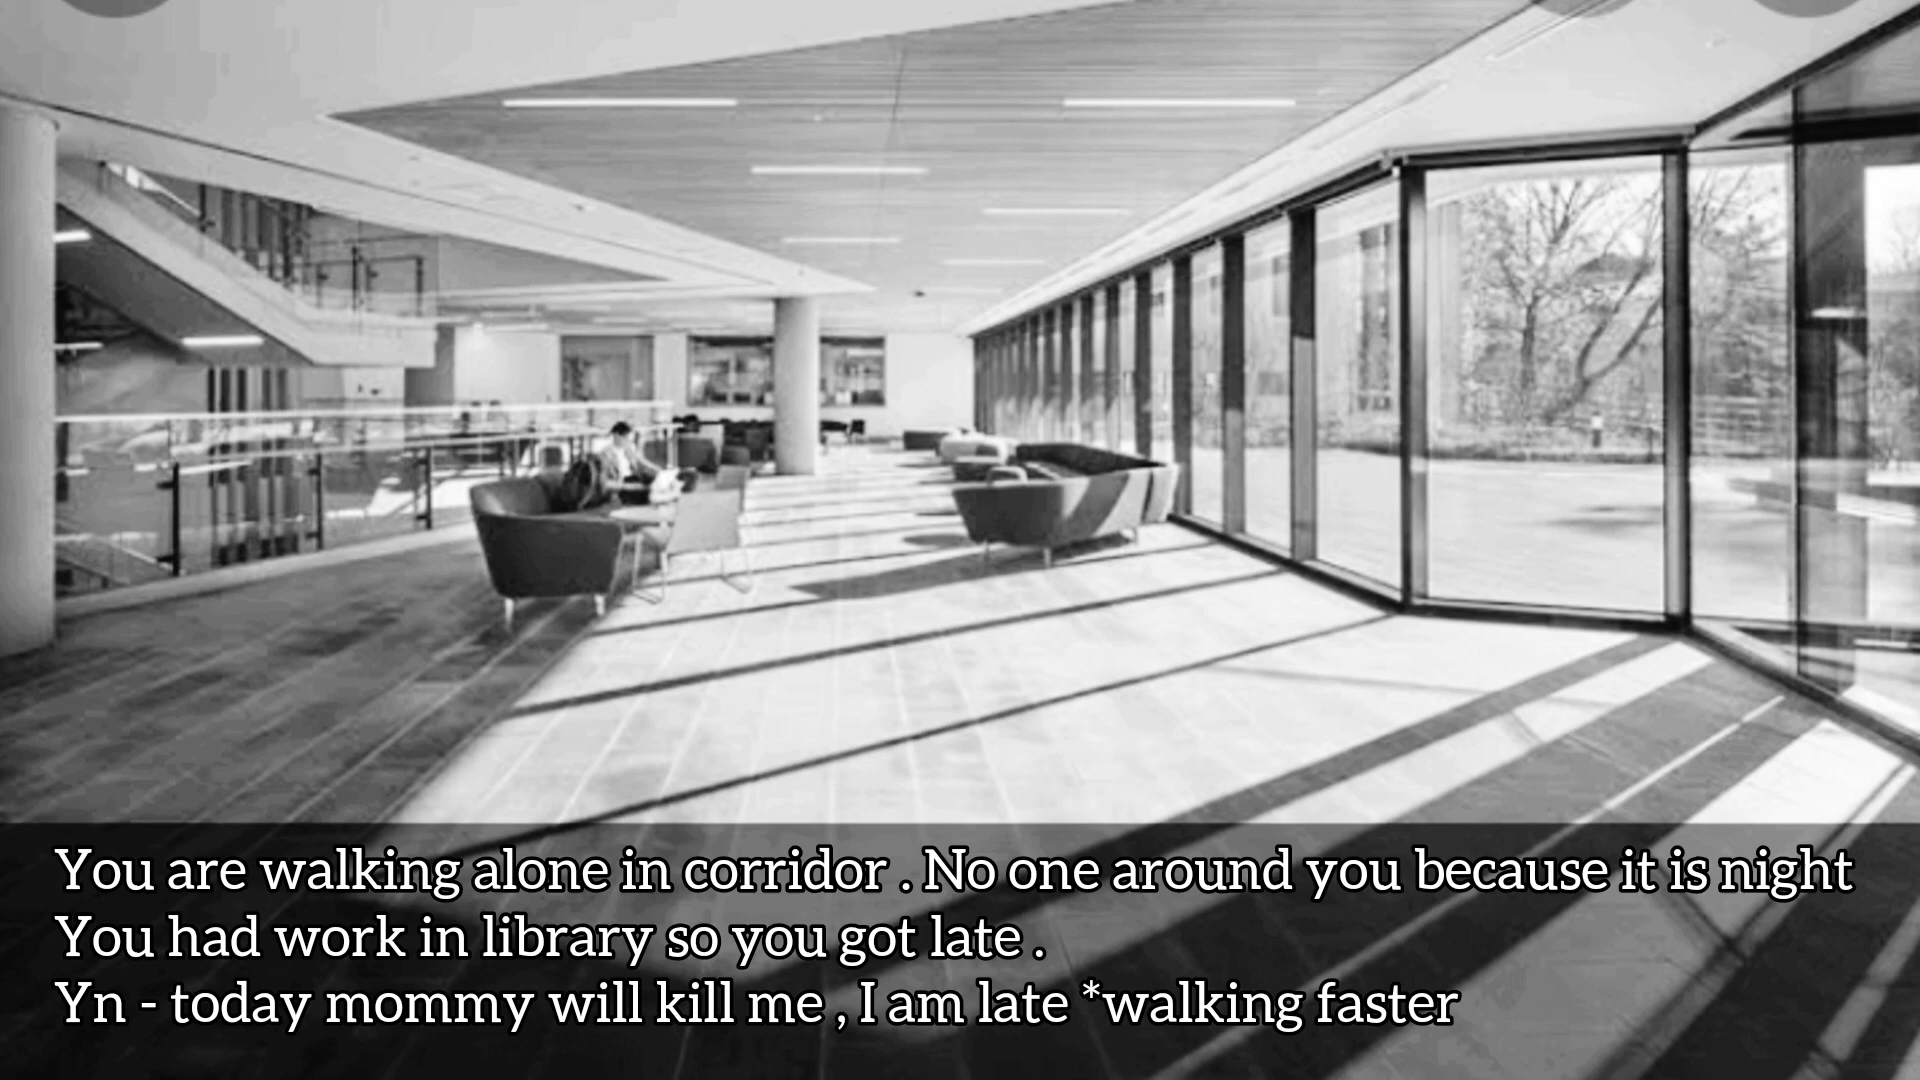 You are walking alone in corridor . No one around you because it is night
You had work in library so you got late .
Yn - today mommy will kill me , I am late *walking faster